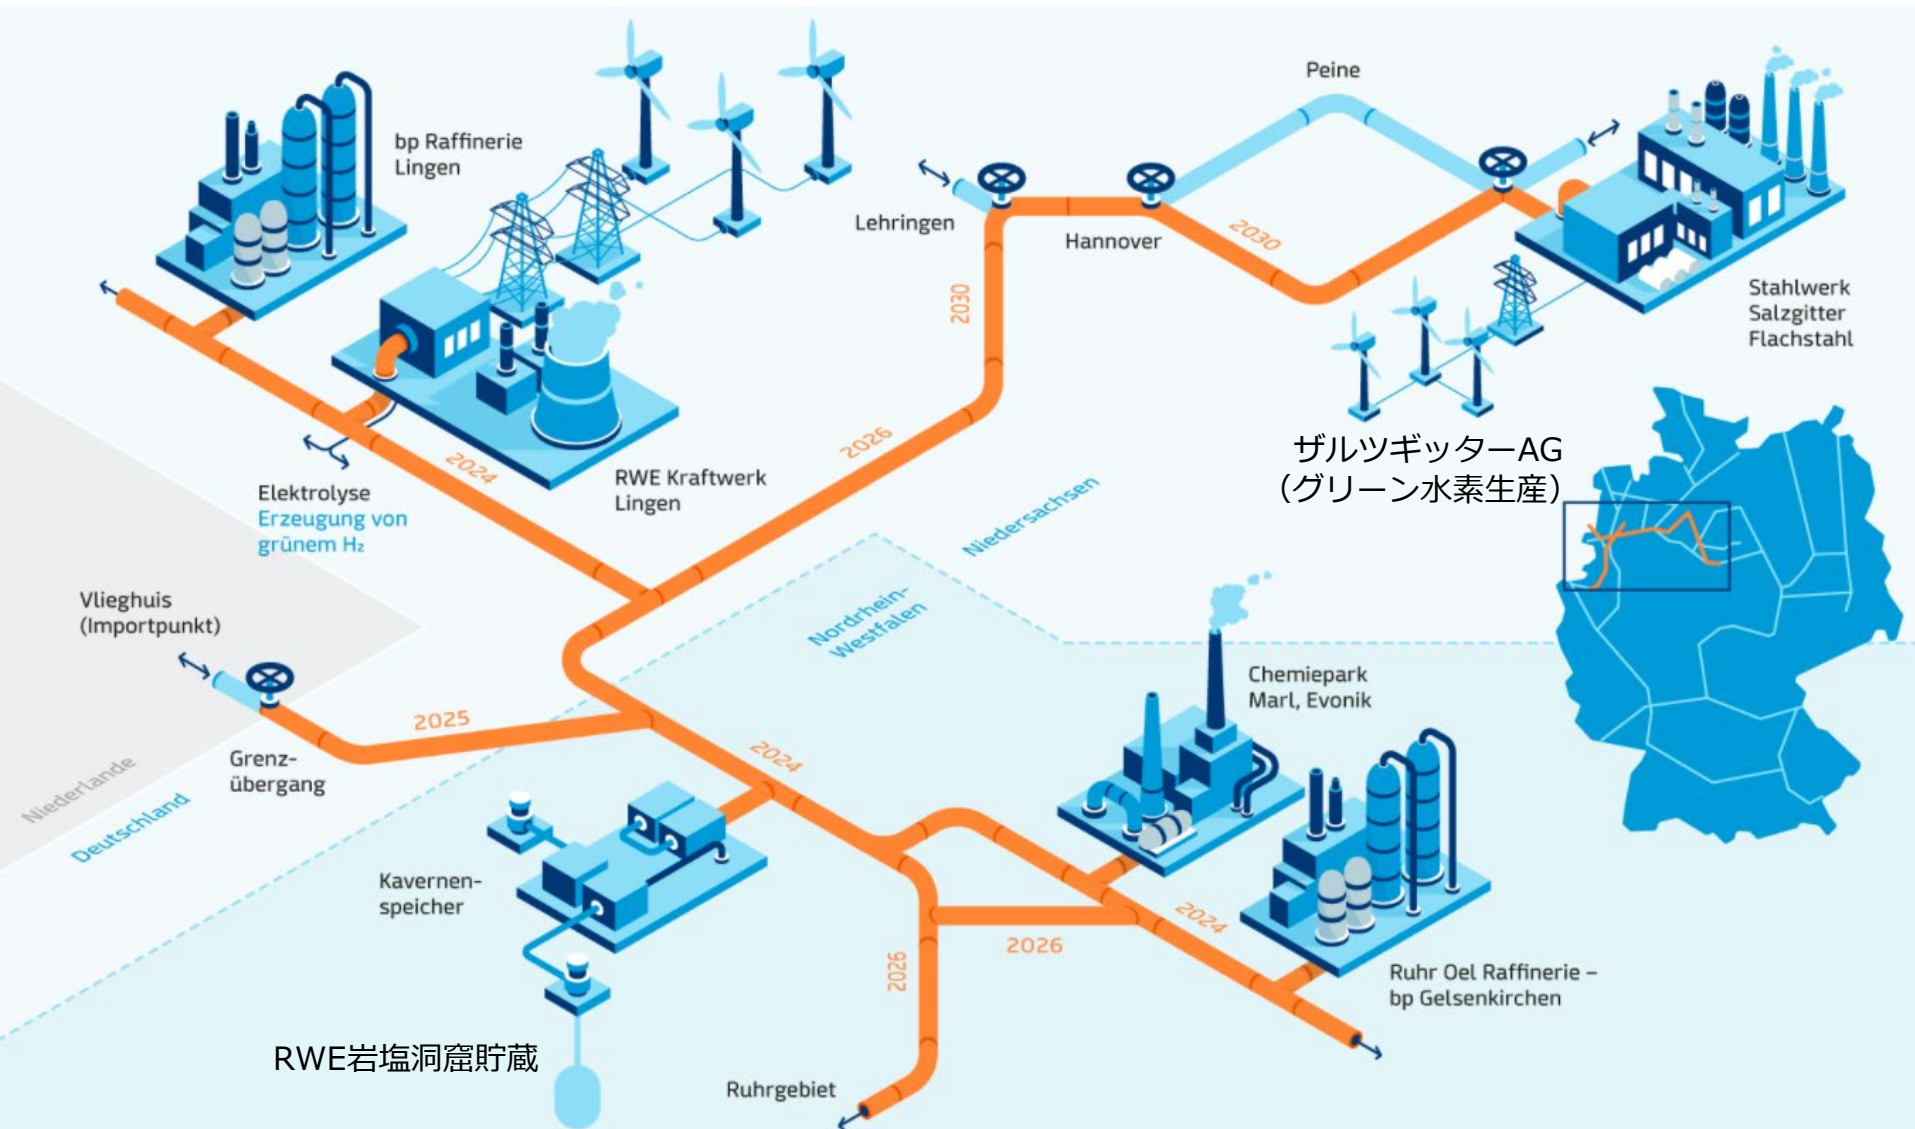 Peine
bp Raffinerie
Lingen
Lehringen
Hannover
2030
2030
Stahlwerk
Salzgitter
Flachstahl
ザルツギッターAG
（グリーン水素生産）
2026
2024
RWE Kraftwerk
Lingen
Elektrolyse
Erzeugung von
grünem H₂
Niedersachsen
Nordrhein-
Westfalen
Vlieghuis
(Importpunkt)
2025
Grenz-
übergang
Niederlande
Deutschland
2024
Chemiepark
Marl, Evonik
Kavernen-
speicher
2024
2026
2026
Ruhr Oel Raffinerie –
bp Gelsenkirchen
RWE岩塩洞窟貯蔵
Ruhrgebiet